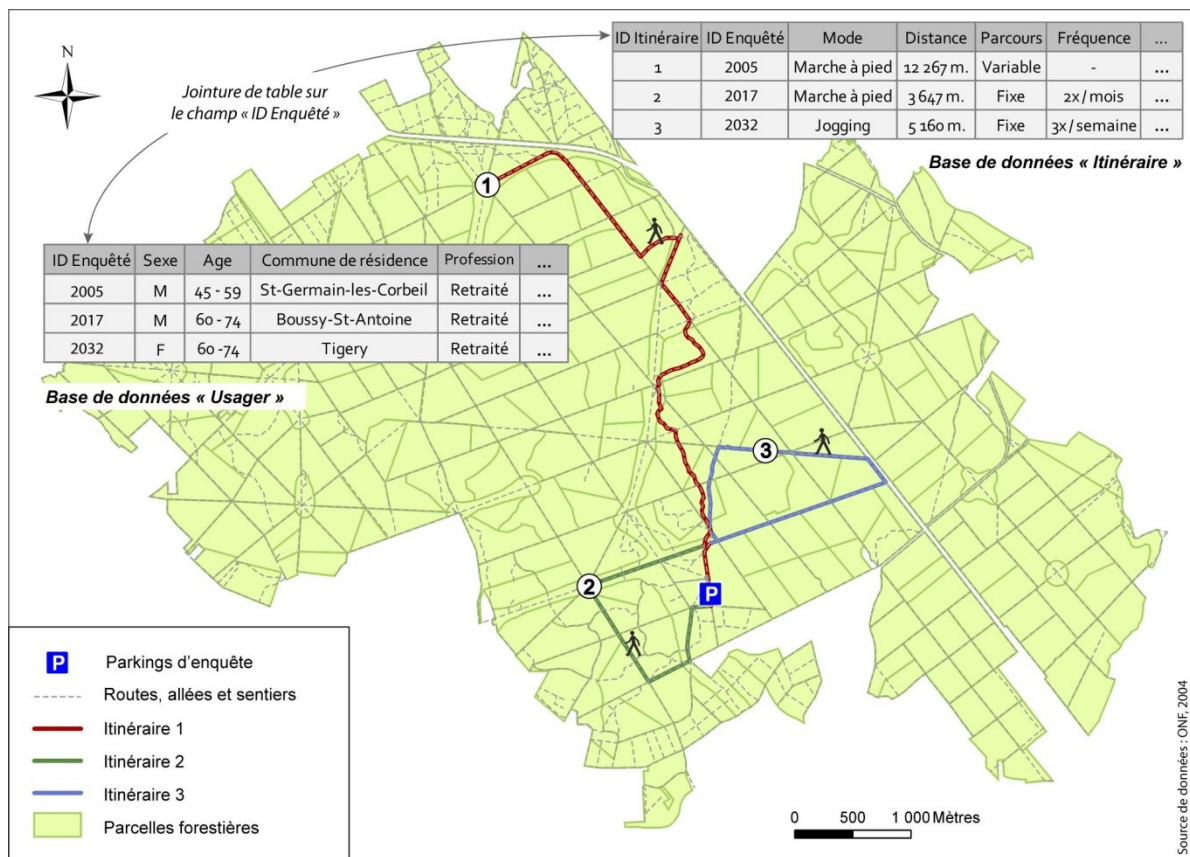 N
Jointure de table sur
le champ « ID Enquêté »
ID Itinéraire ID Enquêté Mode Distance Parcours Fréquence ...
1 2005 Marche à pied 12 267 m. Variable - ...
2 2017 Marche à pied 3 647 m. Fixe 2x/mois ...
3 2032 Jogging 5 160 m. Fixe 3x/semaine ...
Base de données « Itinéraire »
1
ID Enquêté Sexe Age Commune de résidence Profession ...
2005 M 45 - 59 St-Germain-les-Corbeil Retraité ...
2017 M 60 - 74 Boussy-St-Antoine Retraité ...
2032 F 60 -74 Tigery Retraité ...
Base de données « Usager »
3
2
P
P Parkings d'enquête
Routes, allées et sentiers
Itinéraire 1
Itinéraire 2
Itinéraire 3
Parcelles forestières
0 500 1 000 Mètres
Source de données : ONF, 2004